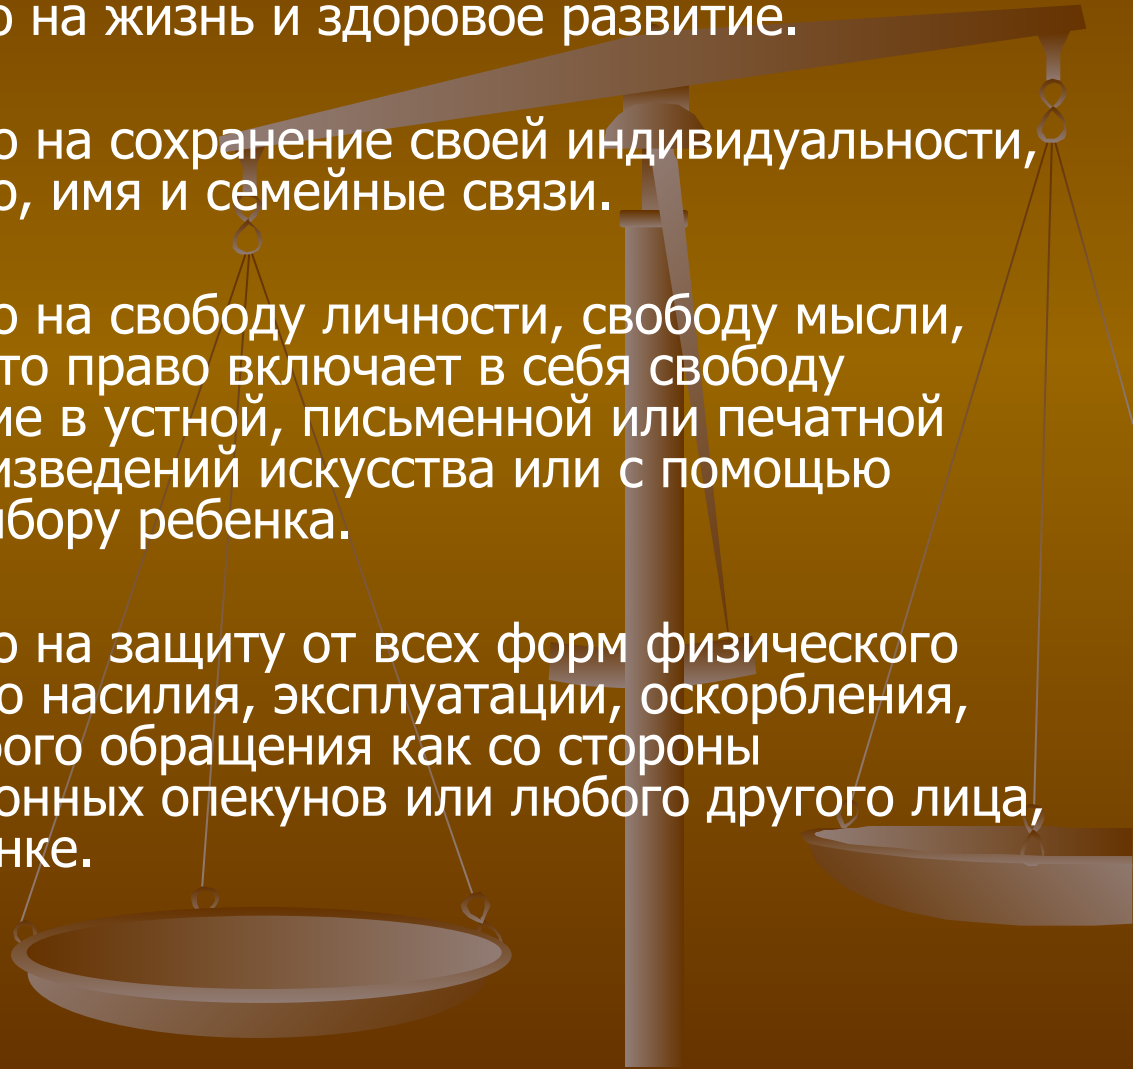 о на жизнь и здоровое развитие.
о на сохранение своей индивидуальности,
о, имя и семейные связи.
о на свободу личности, свободу мысли,
то право включает в себя свободу
ие в устной, письменной или печатной
изведений искусства или с помощью
ыбору ребенка.
о на защиту от всех форм физического
о насилия, эксплуатации, оскорбления,
бого обращения как со стороны
онных опекунов или любого другого лица,
нке.